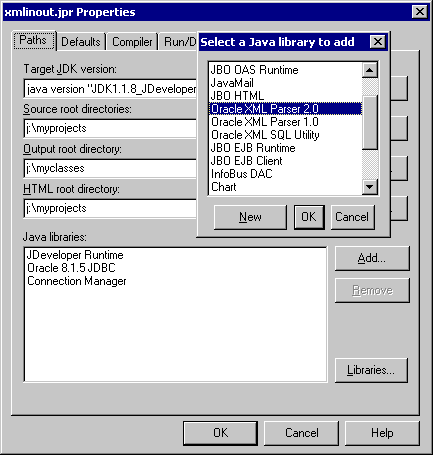 xmlinout.jpr Properties
Paths
Defaults
Compiler
Run/D
Target JDK version:
java version "JDK1.1.8_JDeveloper
Source root directories:
j:\myprojects
Output root directory:
j:\myclasses
HTML root directory:
j:\myprojects
Java libraries:
JDeveloper Runtime
Oracle 8.1.5 JDBC
Connection Manager
Add...
Remove
Libraries...
OK
Cancel
Help
Select a Java library to add
JBO OAS Runtime
JavaMail
JBO HTML
Oracle XML Parser 2.0
Oracle XML Parser 1.0
Oracle XML SQL Utility
JBO EJB Runtime
JBO EJB Client
InfoBus DAC
Chart
New
OK
Cancel